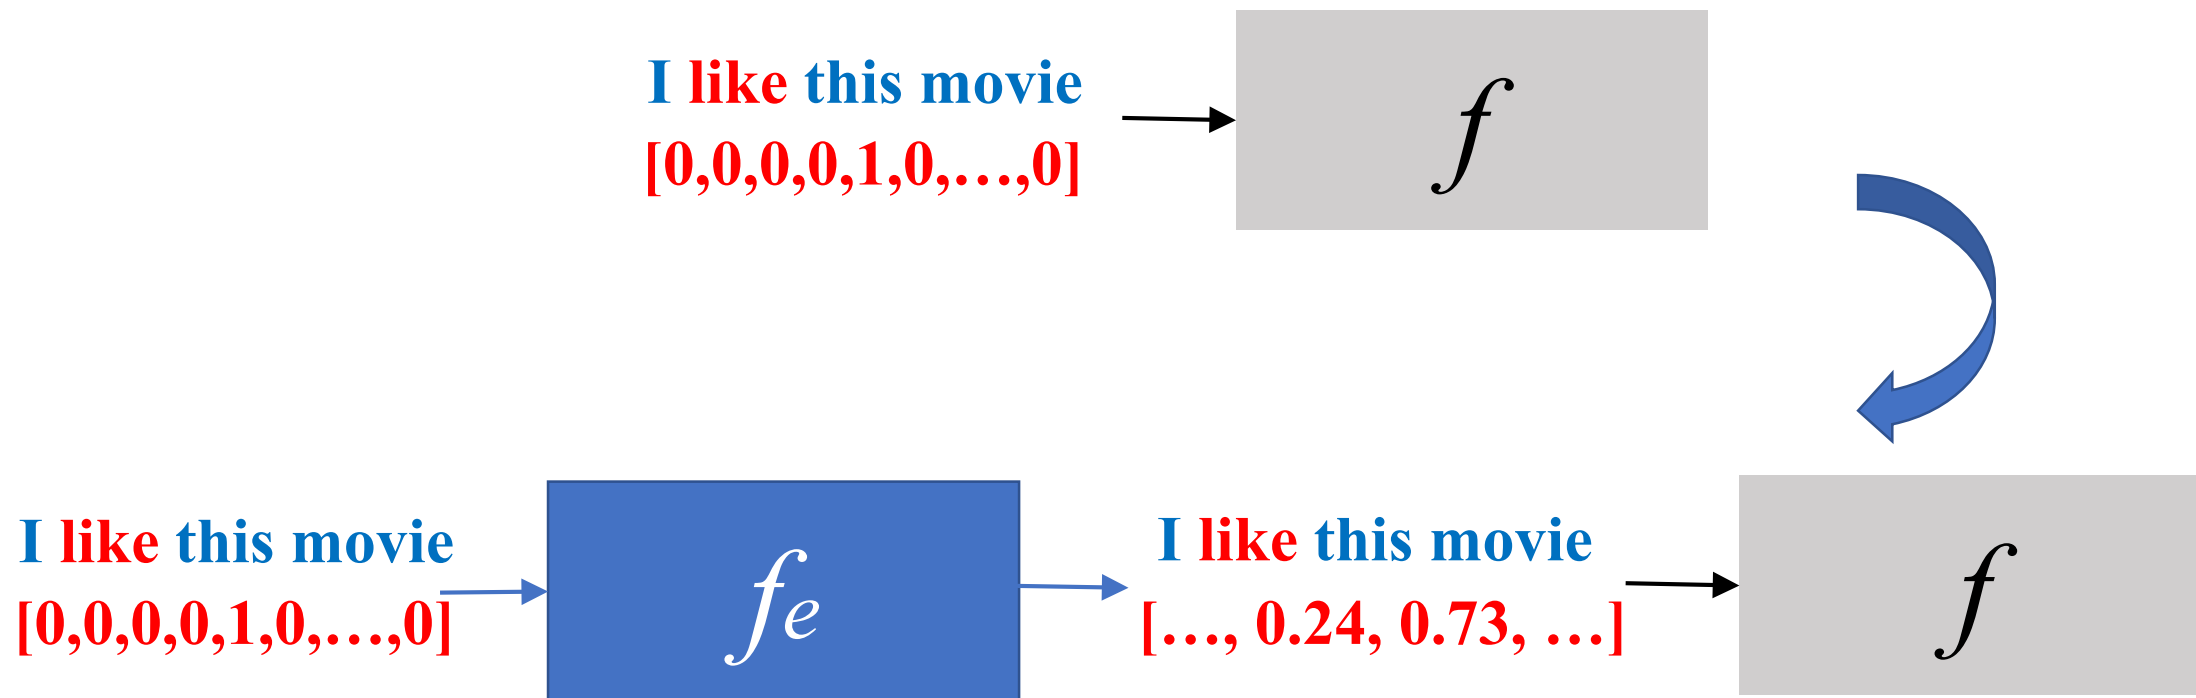 I like this movie
[0,0,0,0,1,0,…,0]
f
I like this movie
[0,0,0,0,1,0,…,0]
fe
I like this movie
[…, 0.24, 0.73, …]
f